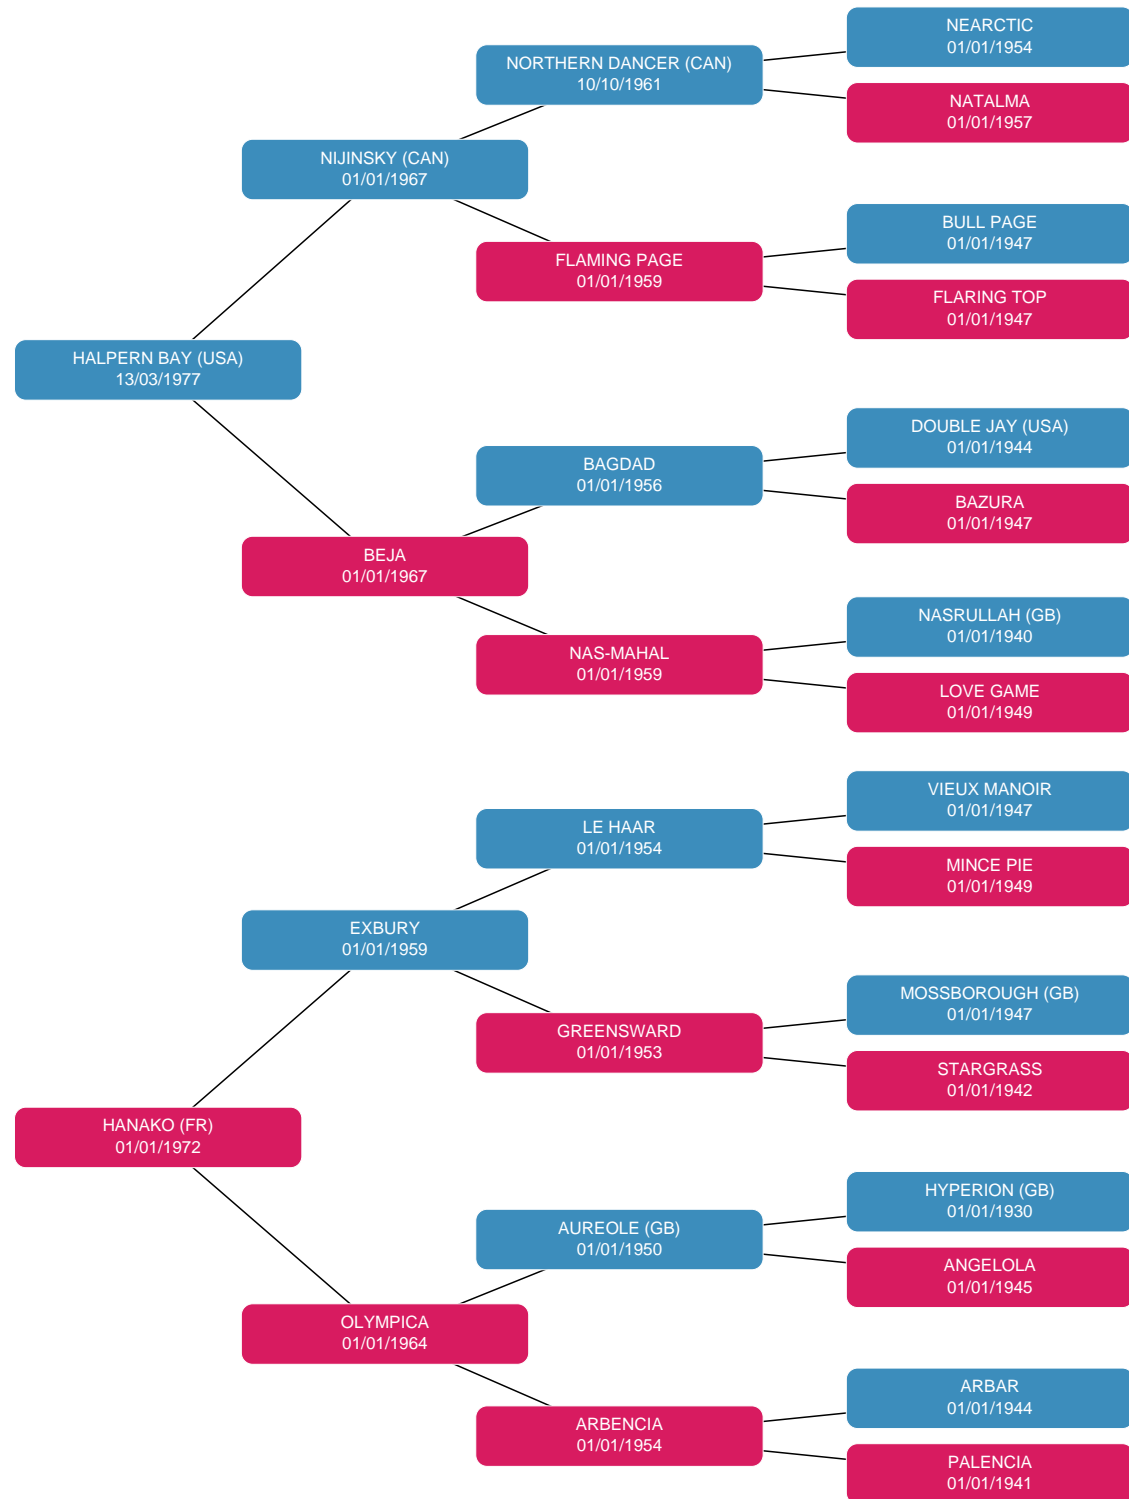 NEARCTIC
01/01/1954
NORTHERN DANCER (CAN)
10/10/1961
NATALMA
01/01/1957
NIJINSKY (CAN)
01/01/1967
BULL PAGE
01/01/1947
FLAMING PAGE
01/01/1959
FLARING TOP
01/01/1947
HALPERN BAY (USA)
13/03/1977
DOUBLE JAY (USA)
01/01/1944
BAGDAD
01/01/1956
BAZURA
01/01/1947
BEJA
01/01/1967
NASRULLAH (GB)
01/01/1940
NAS-MAHAL
01/01/1959
LOVE GAME
01/01/1949
VIEUX MANOIR
01/01/1947
LE HAAR
01/01/1954
MINCE PIE
01/01/1949
EXBURY
01/01/1959
MOSSBOROUGH (GB)
01/01/1947
GREENSWARD
01/01/1953
STARGRASS
01/01/1942
HANAKO (FR)
01/01/1972
HYPERION (GB)
01/01/1930
AUREOLE (GB)
01/01/1950
ANGELOLA
01/01/1945
OLYMPICA
01/01/1964
ARBAR
01/01/1944
ARBENCIA
01/01/1954
PALENCIA
01/01/1941